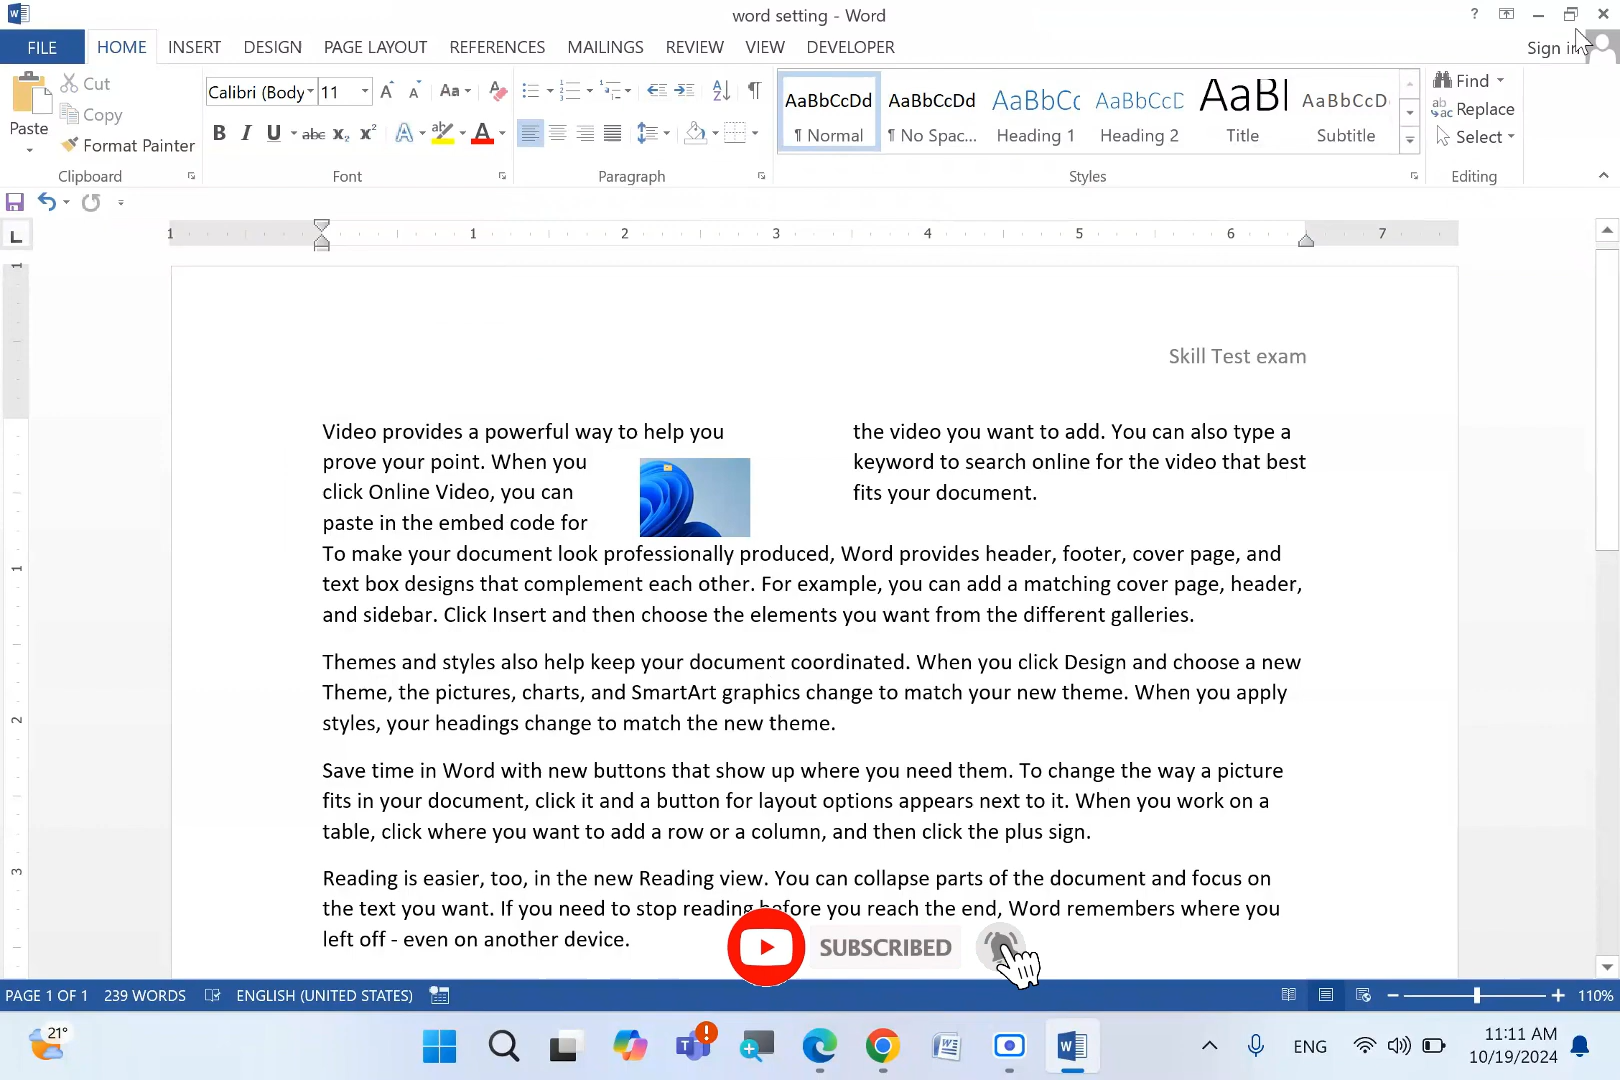 word setting - Word
?
FILE HOME INSERT DESIGN PAGE LAYOUT REFERENCES MAILINGS REVIEW VIEW DEVELOPER
Sign in
Paste
Cut
Copy
Format Painter
Clipboard
Calibri (Body 11
Font
Paragraph
AaBbCcDd AaBbCcDd AaBbCc AaBbCcD AaBl AaBbCcD
¶ Normal ¶ No Spac... Heading 1 Heading 2 Title Subtitle
Styles
Find
Replace
Select
Editing
1 1 2 3 4 5 6 7
Skill Test exam
Video provides a powerful way to help you
prove your point. When you
click Online Video, you can
paste in the embed code for
the video you want to add. You can also type a
keyword to search online for the video that best
fits your document.
To make your document look professionally produced, Word provides header, footer, cover page, and
text box designs that complement each other. For example, you can add a matching cover page, header,
and sidebar. Click Insert and then choose the elements you want from the different galleries.
Themes and styles also help keep your document coordinated. When you click Design and choose a new
Theme, the pictures, charts, and SmartArt graphics change to match your new theme. When you apply
styles, your headings change to match the new theme.
Save time in Word with new buttons that show up where you need them. To change the way a picture
fits in your document, click it and a button for layout options appears next to it. When you work on a
table, click where you want to add a row or a column, and then click the plus sign.
Reading is easier, too, in the new Reading view. You can collapse parts of the document and focus on
the text you want. If you need to stop reading before you reach the end, Word remembers where you
left off - even on another device.
SUBSCRIBED
PAGE 1 OF 1 239 WORDS ENGLISH (UNITED STATES)
110%
21°
ENG
11:11 AM
10/19/2024